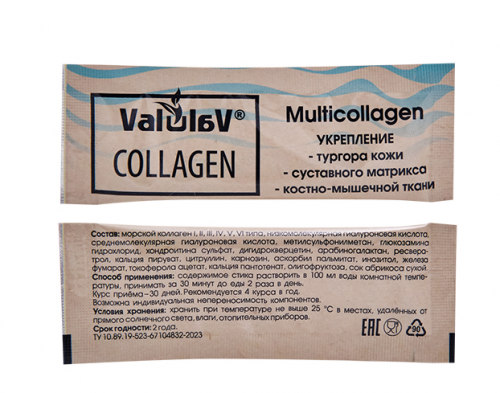 ValulaV®
COLLAGEN
Multicollagen
УКРЕПЛЕНИЕ
- тургора кожи
- суставного матрикса
- костно-мышечной ткани
Состав: морской коллаген I, II, III, IV, V, VI типа, низкомолекулярная гиалуроновая кислота,
среднемолекулярная гиалуроновая кислота, метилсульфонилметан, глюкозамина
гидрохлорид, хондроитина сульфат, дигидрокверцетин, арабиногалактан, ресвера-
трол, кальция пируват, цитруллин, карнозин, аскорбил пальмитат, инозитол, железа
фумарат, токоферола ацетат, кальция пантотенат, олигофруктоза, сок абрикоса сухой
Способ применения: содержимое стика растворить в 100 мл воды комнатной темпера-
туры, принимать за 30 минут до еды 2 раза в день.
Курс приёма – 30 дней. Рекомендуется 4 курса в год.
Возможна индивидуальная непереносимость компонентов.
Условия хранения: хранить при температуре не выше 25 °С в местах, удалённых от
прямого солнечного света, влаги, отопительных приборов.
Срок годности: 2 года.
ТУ 10.89.19-523-67104832-2023
EAC
90